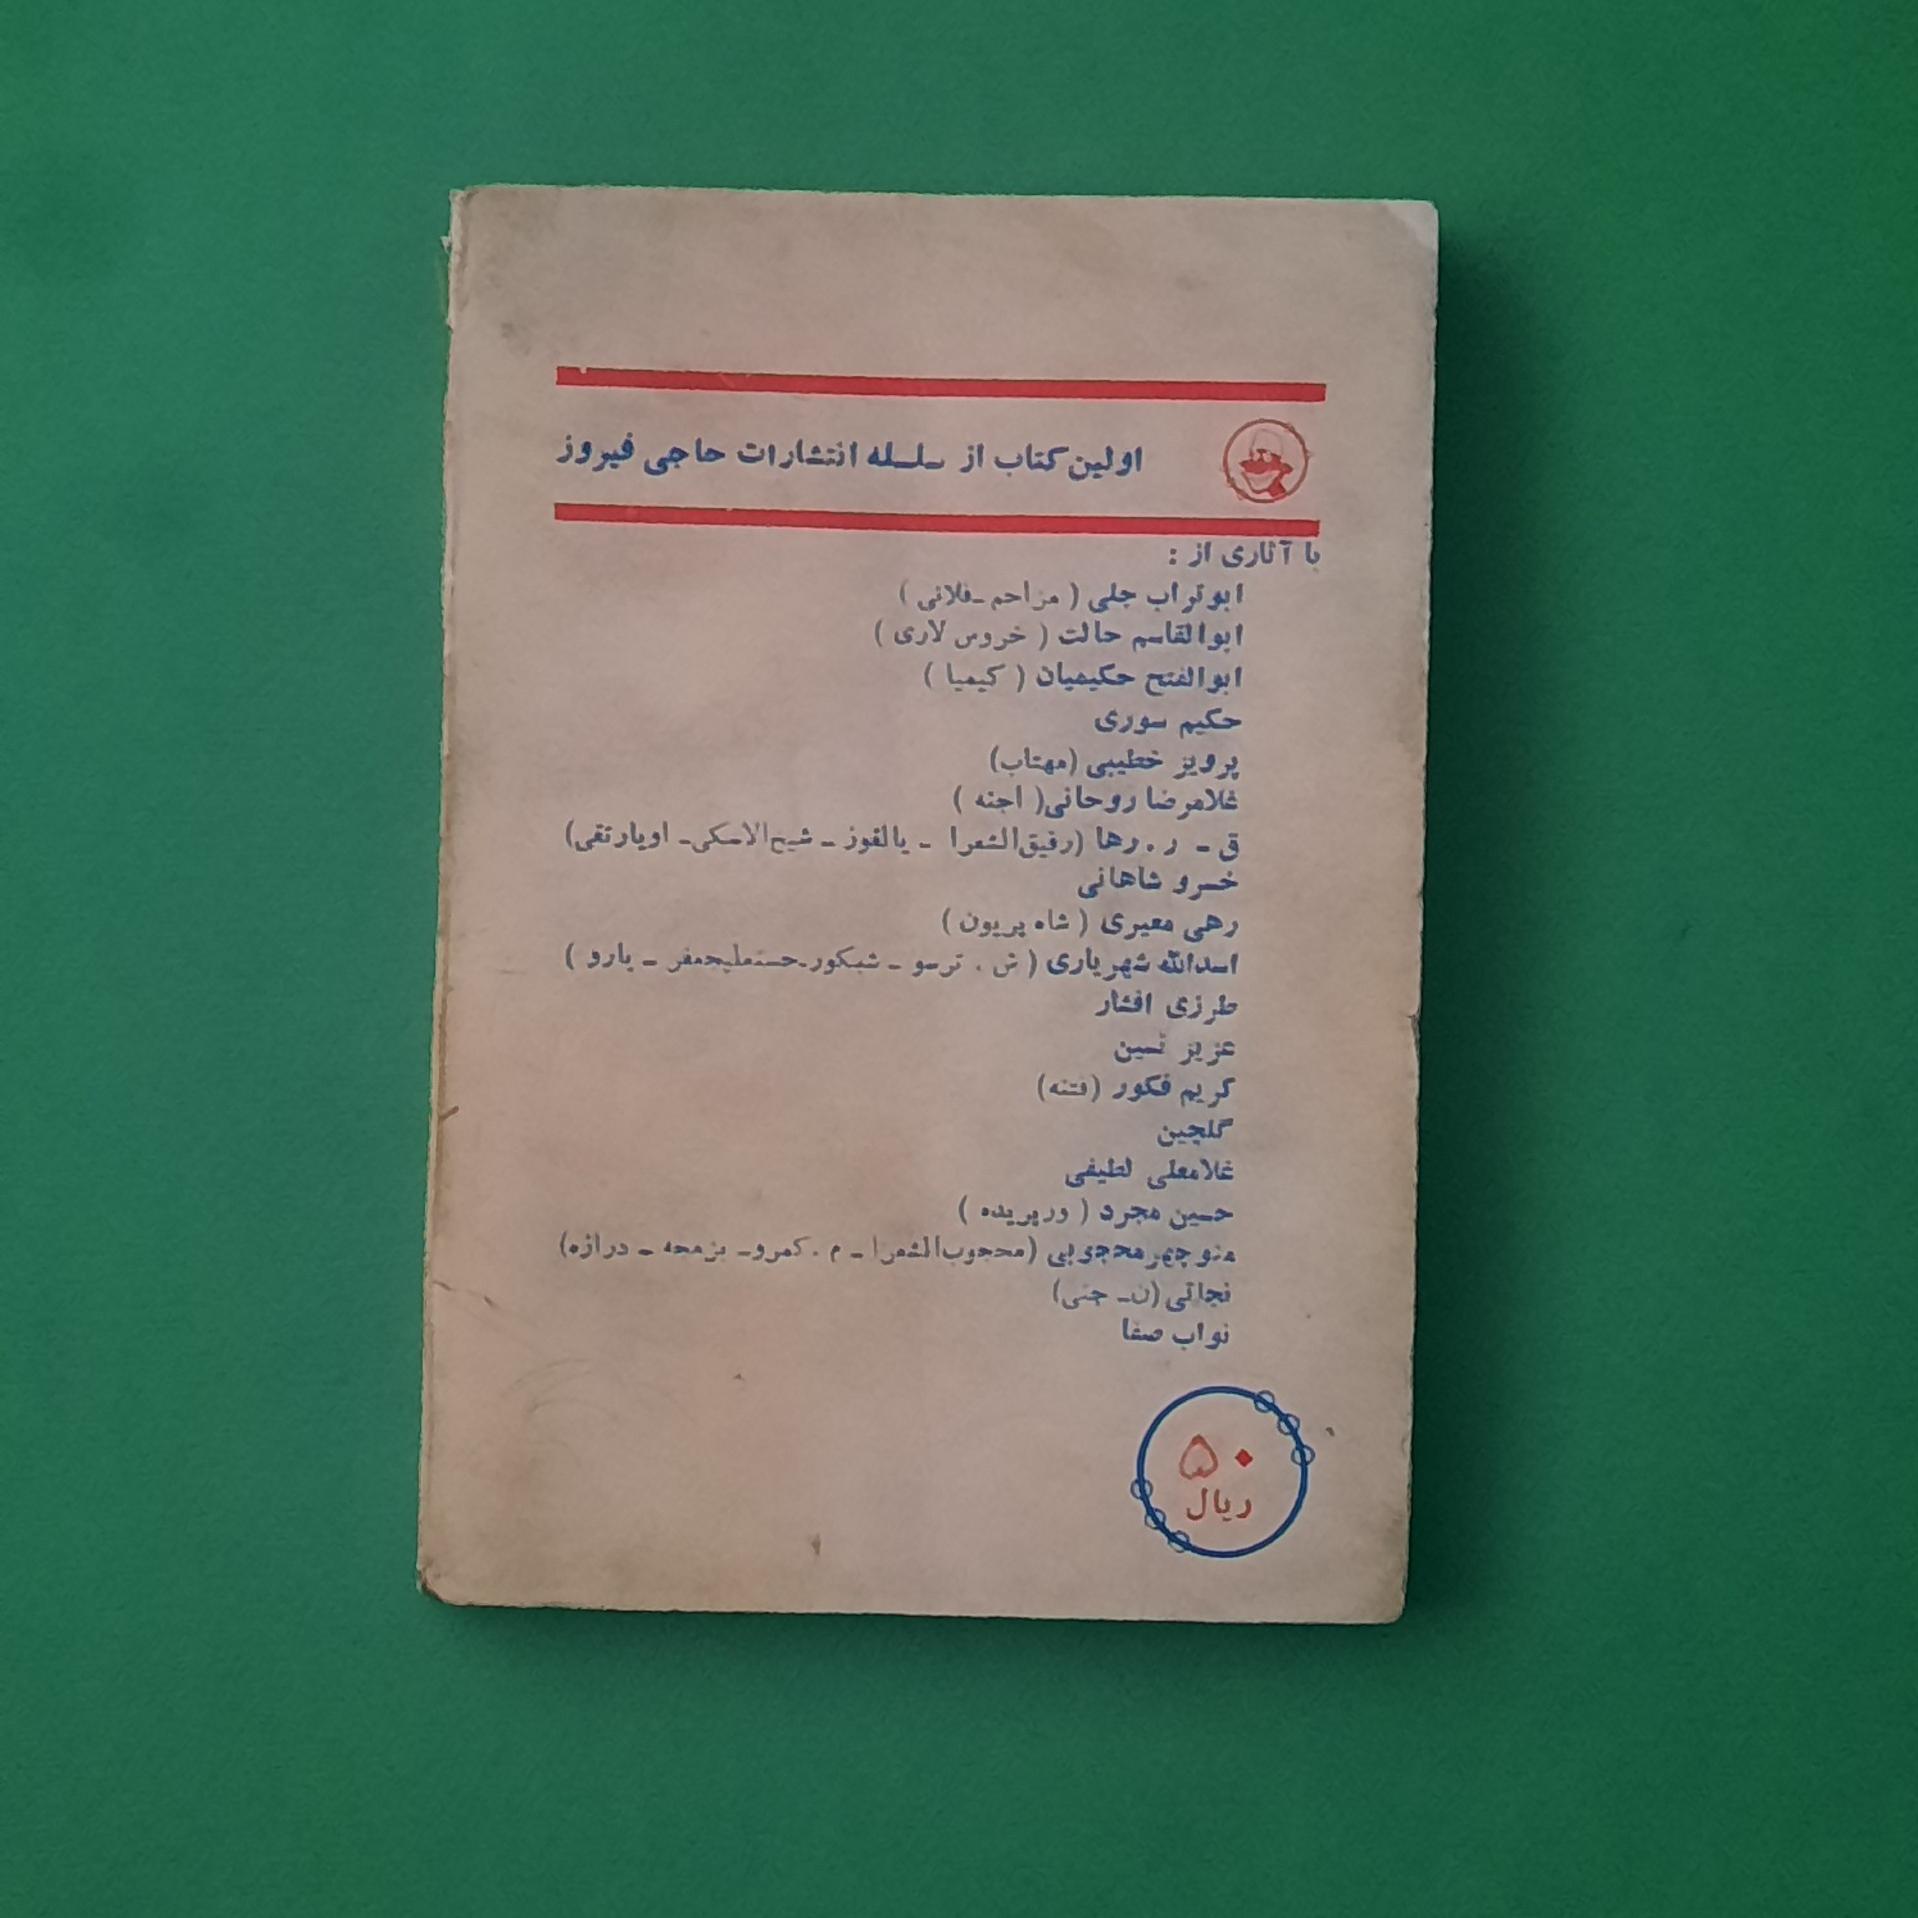 اولین کتاب از سلسله انتشارات حاجی فیروز
با آثاری از :
ابوتراب جلی ( مزاحم ـ فلانی )
ابوالقاسم حالت ( خروس لاری )
ابوالفتح حکیمیان ( کیمیا )
حکیم سوری
پرویز خطیبی (مهتاب)
غلامرضا روحانی( اجنه )
ق ـ ر . رها (رفیق‌الشعرا ـ یالقوز ـ شیخ‌الاسکی ـ اویارتقی)
خسرو شاهانی
رهی معیری ( شاه پریون )
اسدالله شهریاری ( ش . ترسو ـ شبکور ـ حسنعلیجعفر ـ یارو )
طرزی افشار
عزیز نسین
کریم فکور (فتنه)
گلچین
غلامعلی لطیفی
حسین مجرد ( ورپریده )
منوچهر محجوبی (محجوب‌الشعرا ـ م . کمرو ـ بزمچه ـ درازه)
نجاتی (ن ـ جنی)
نواب صفا
۵۰
ریال